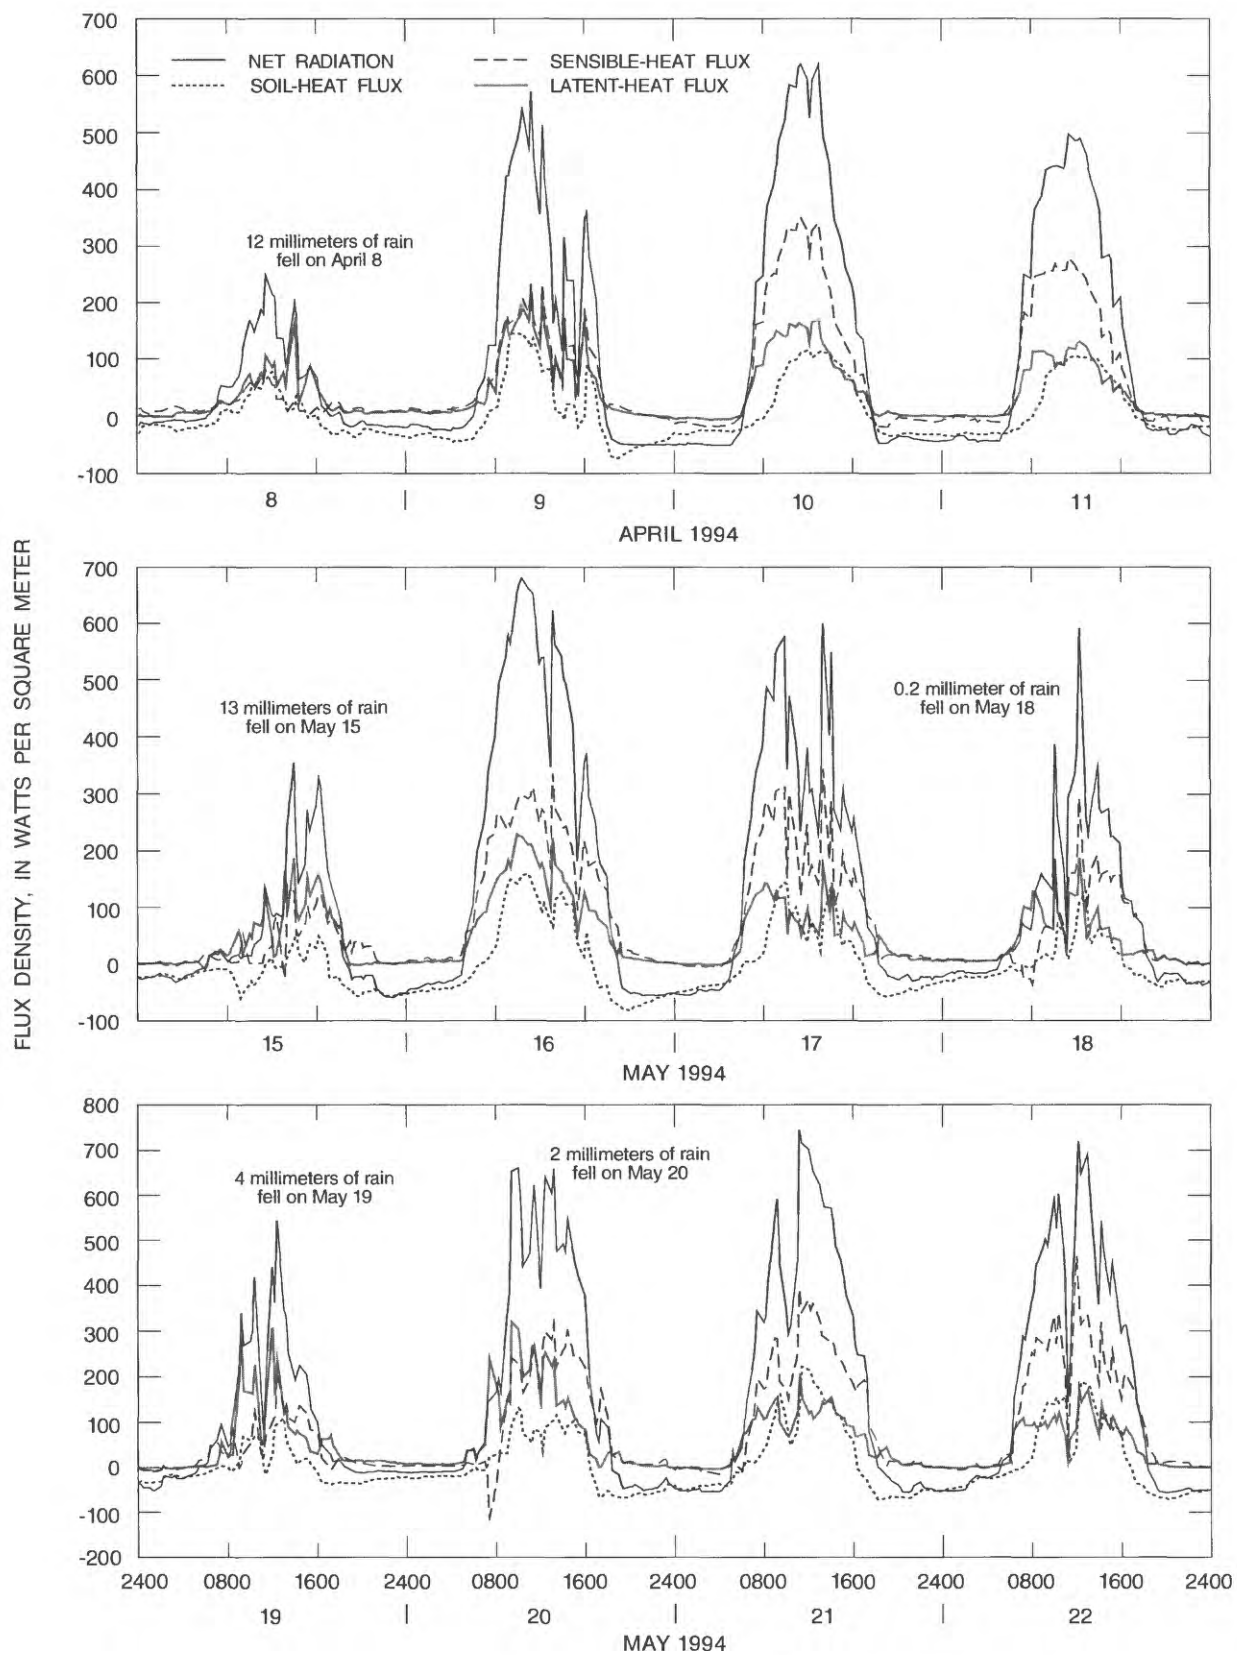 FLUX DENSITY, IN WATTS PER SQUARE METER
700
600
500
400
300
200
100
0
-100
NET RADIATION
SOIL-HEAT FLUX
SENSIBLE-HEAT FLUX
LATENT-HEAT FLUX
12 millimeters of rain
fell on April 8
8 | 9 | 10 | 11
APRIL 1994
700
600
500
400
300
200
100
0
-100
13 millimeters of rain
fell on May 15
0.2 millimeter of rain
fell on May 18
15 | 16 | 17 | 18
MAY 1994
800
700
600
500
400
300
200
100
0
-100
-200
4 millimeters of rain
fell on May 19
2 millimeters of rain
fell on May 20
2400 0800 1600 2400 0800 1600 2400 0800 1600 2400 0800 1600 2400
19 | 20 | 21 | 22
MAY 1994